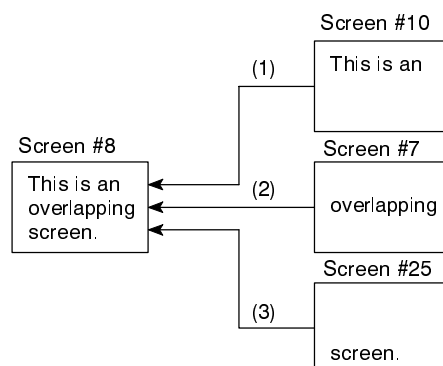 Screen #10
(1)
This is an
Screen #8
Screen #7
This is an
overlapping
screen.
(2)
overlapping
Screen #25
(3)
screen.